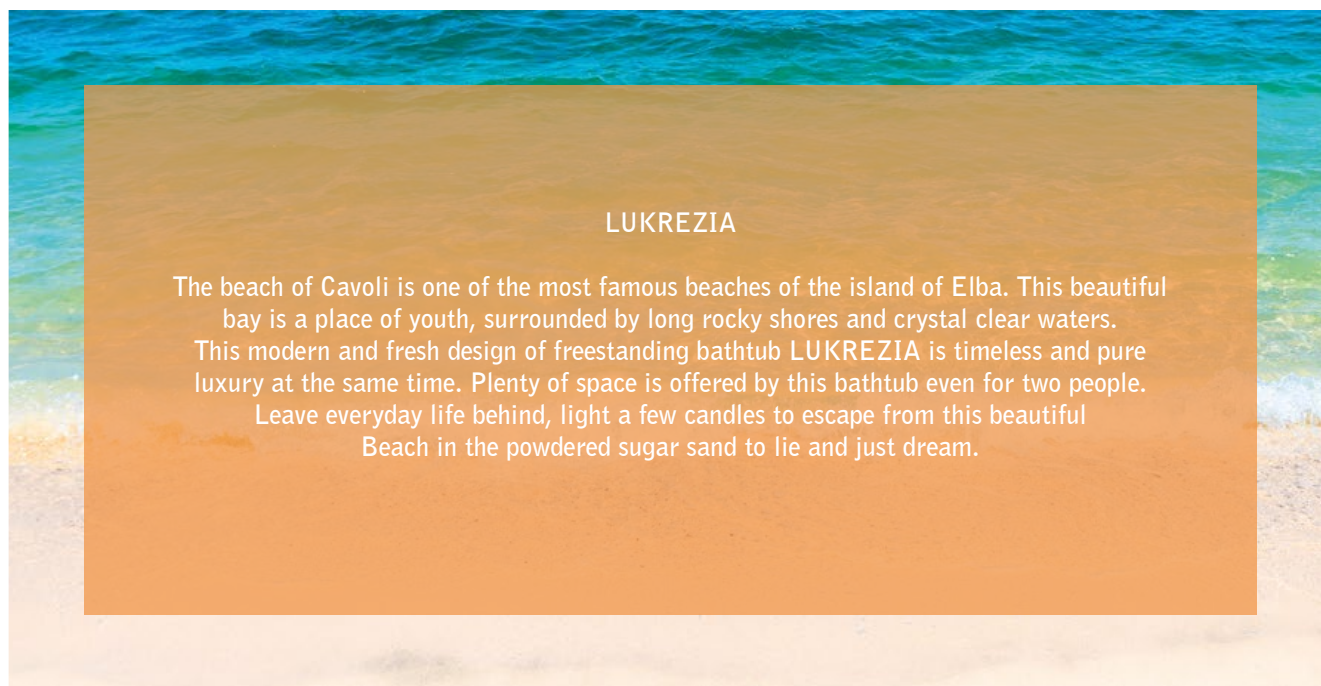 LUKREZIA
The beach of Cavoli is one of the most famous beaches of the island of Elba. This beautiful
bay is a place of youth, surrounded by long rocky shores and crystal clear waters.
This modern and fresh design of freestanding bathtub LUKREZIA is timeless and pure
luxury at the same time. Plenty of space is offered by this bathtub even for two people.
Leave everyday life behind, light a few candles to escape from this beautiful
Beach in the powdered sugar sand to lie and just dream.